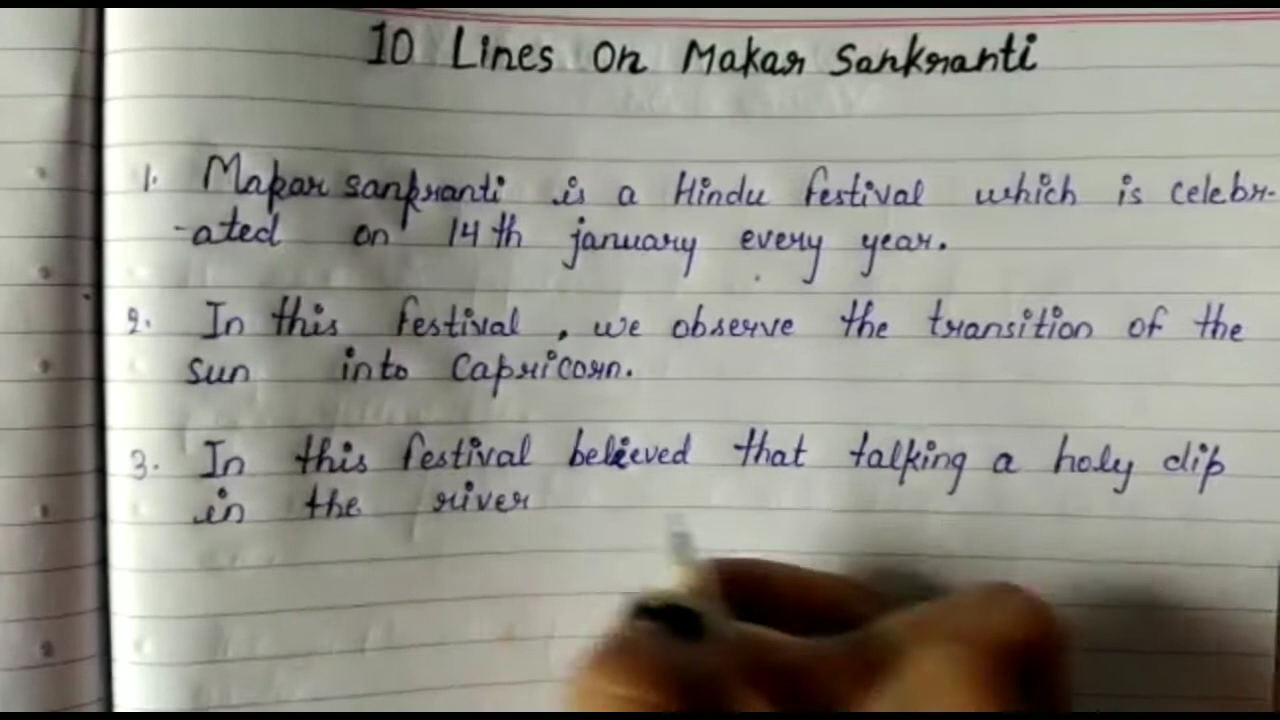 10 Lines On Makar Sankranti
1. Makar sankranti is a Hindu festival which is celebr-
-ated on 14th january every year.
2. In this festival, we observe the transition of the
sun into Capricorn.
3. In this festival believed that talking a holy dip
in the river